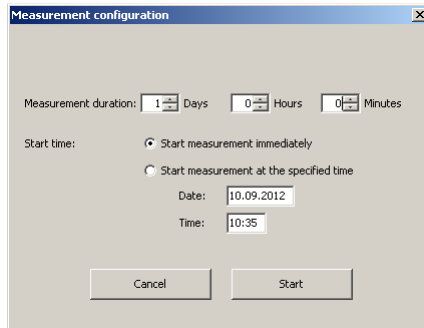 Measurement configuration
Measurement duration: 1 Days 0 Hours 0 Minutes
Start time: Start measurement immediately
Start measurement at the specified time
Date: 10.09.2012
Time: 10:35
Cancel Start